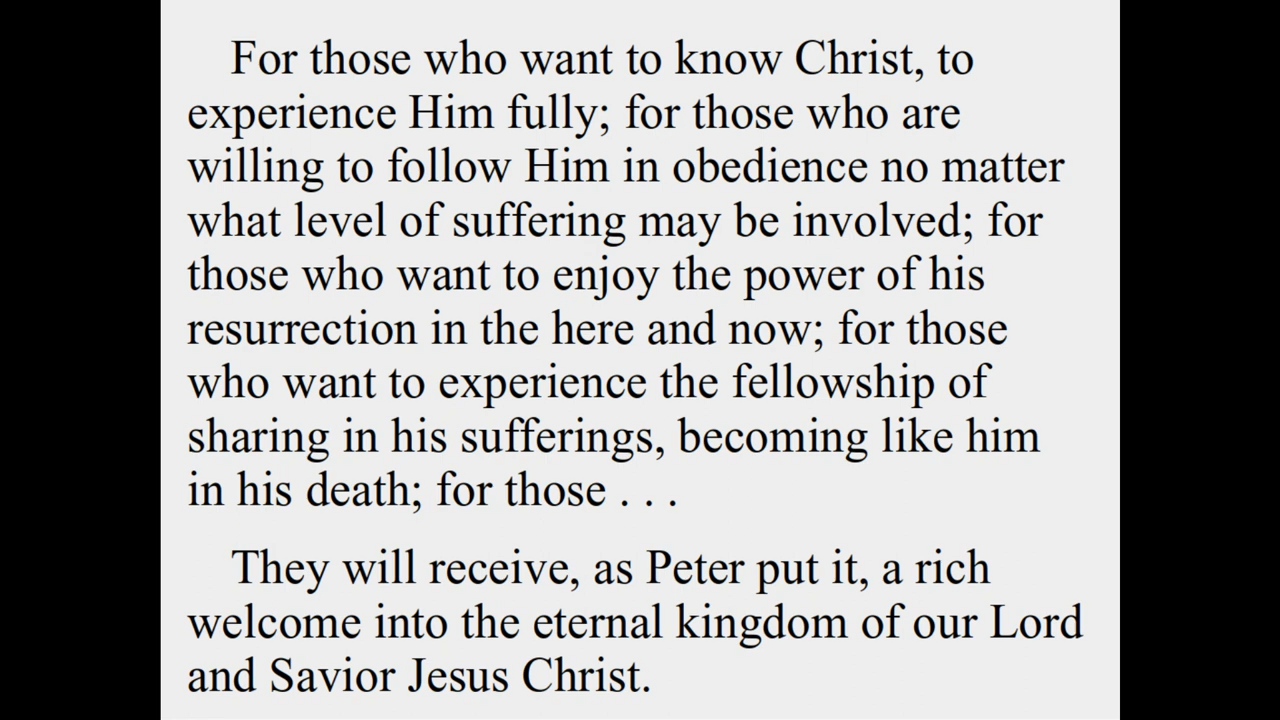 For those who want to know Christ, to
experience Him fully; for those who are
willing to follow Him in obedience no matter
what level of suffering may be involved; for
those who want to enjoy the power of his
resurrection in the here and now; for those
who want to experience the fellowship of
sharing in his sufferings, becoming like him
in his death; for those . . .
They will receive, as Peter put it, a rich
welcome into the eternal kingdom of our Lord
and Savior Jesus Christ.